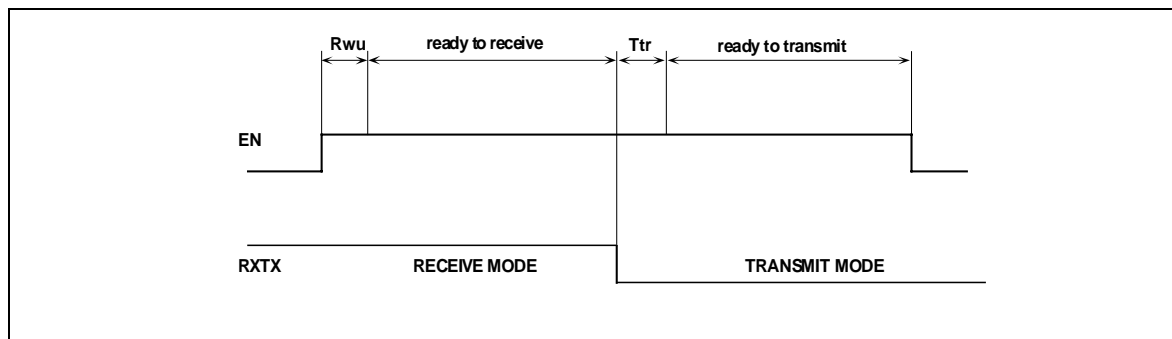 Rwu ready to receive Ttr ready to transmit
EN
RXTX RECEIVE MODE TRANSMIT MODE